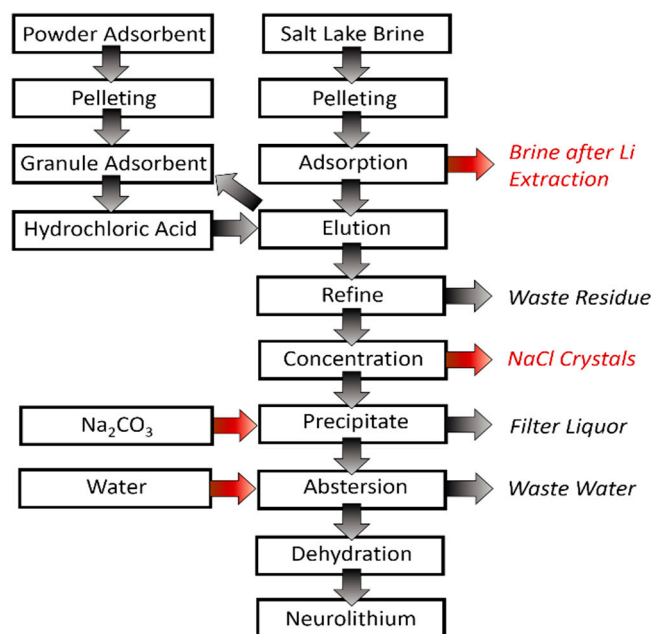 Powder Adsorbent
Salt Lake Brine
Pelleting
Pelleting
Granule Adsorbent
Adsorption
Brine after Li
Extraction
Hydrochloric Acid
Elution
Refine
Waste Residue
Concentration
NaCl Crystals
Na₂CO₃
Precipitate
Filter Liquor
Water
Abstersion
Waste Water
Dehydration
Neurolithium